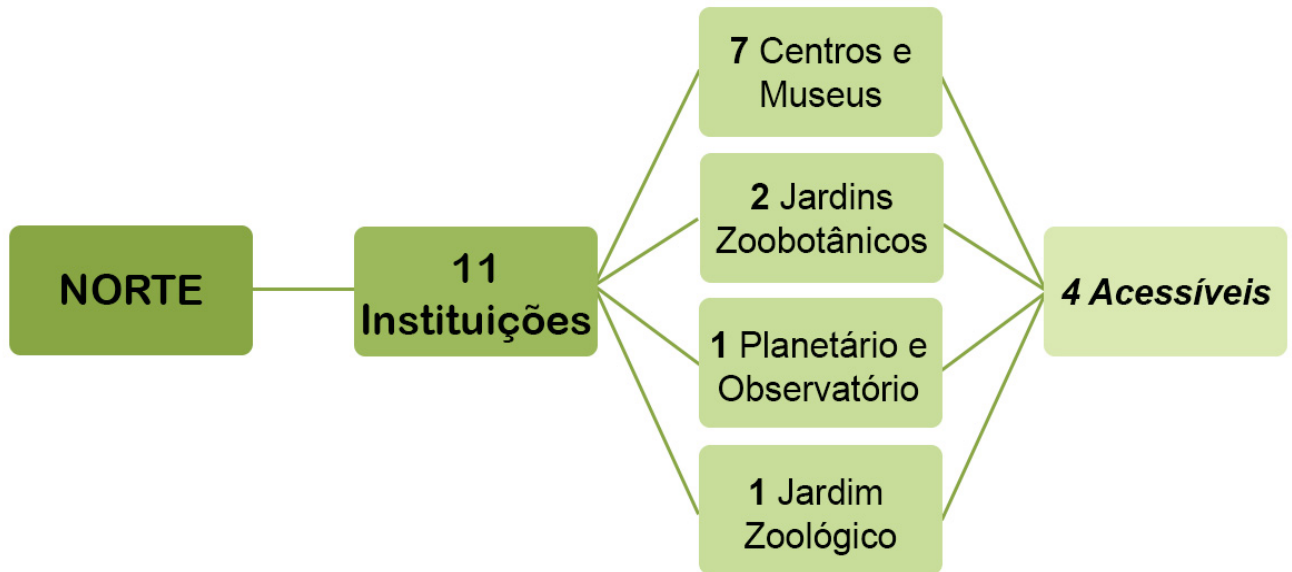 NORTE
11
Instituições
7 Centros e
Museus
2 Jardins
Zoobotânicos
1 Planetário e
Observatório
1 Jardim
Zoológico
4 Acessíveis